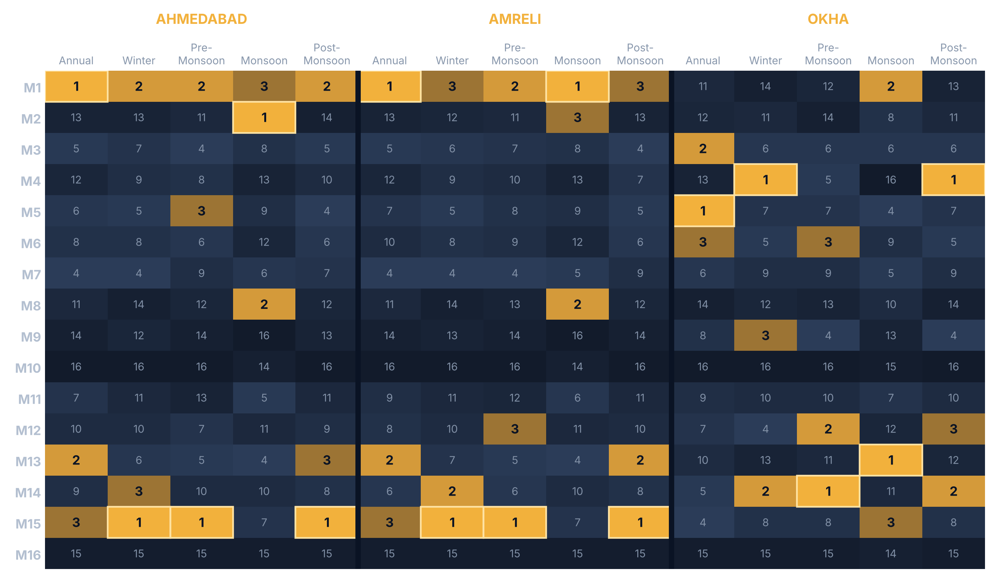 AHMEDABAD AMRELI OKHA
Pre- Post- Pre- Post- Pre- Post-
Annual Winter Monsoon Monsoon Monsoon Annual Winter Monsoon Monsoon Monsoon Annual Winter Monsoon Monsoon Monsoon
M1 1 2 2 3 2 1 3 2 1 3 11 14 12 2 13
M2 13 13 11 1 14 13 12 11 3 13 12 11 14 8 11
M3 5 7 4 8 5 5 6 7 8 4 2 6 6 6 6
M4 12 9 8 13 10 12 9 10 13 7 13 1 5 16 1
M5 6 5 3 9 4 7 5 8 9 5 1 7 7 4 7
M6 8 8 6 12 6 10 8 9 12 6 3 5 3 9 5
M7 4 4 9 6 7 4 4 4 5 9 6 9 9 5 9
M8 11 14 12 2 12 11 14 13 2 12 14 12 13 10 14
M9 14 12 14 16 13 14 13 14 16 14 8 3 4 13 4
M10 16 16 16 14 16 16 16 16 14 16 16 16 16 15 16
M11 7 11 13 5 11 9 11 12 6 11 9 10 10 7 10
M12 10 10 7 11 9 8 10 3 11 10 7 4 2 12 3
M13 2 6 5 4 3 2 7 5 4 2 10 13 11 1 12
M14 9 3 10 10 8 6 2 6 10 8 5 2 1 11 2
M15 3 1 1 7 1 3 1 1 7 1 4 8 8 3 8
M16 15 15 15 15 15 15 15 15 15 15 15 15 15 14 15